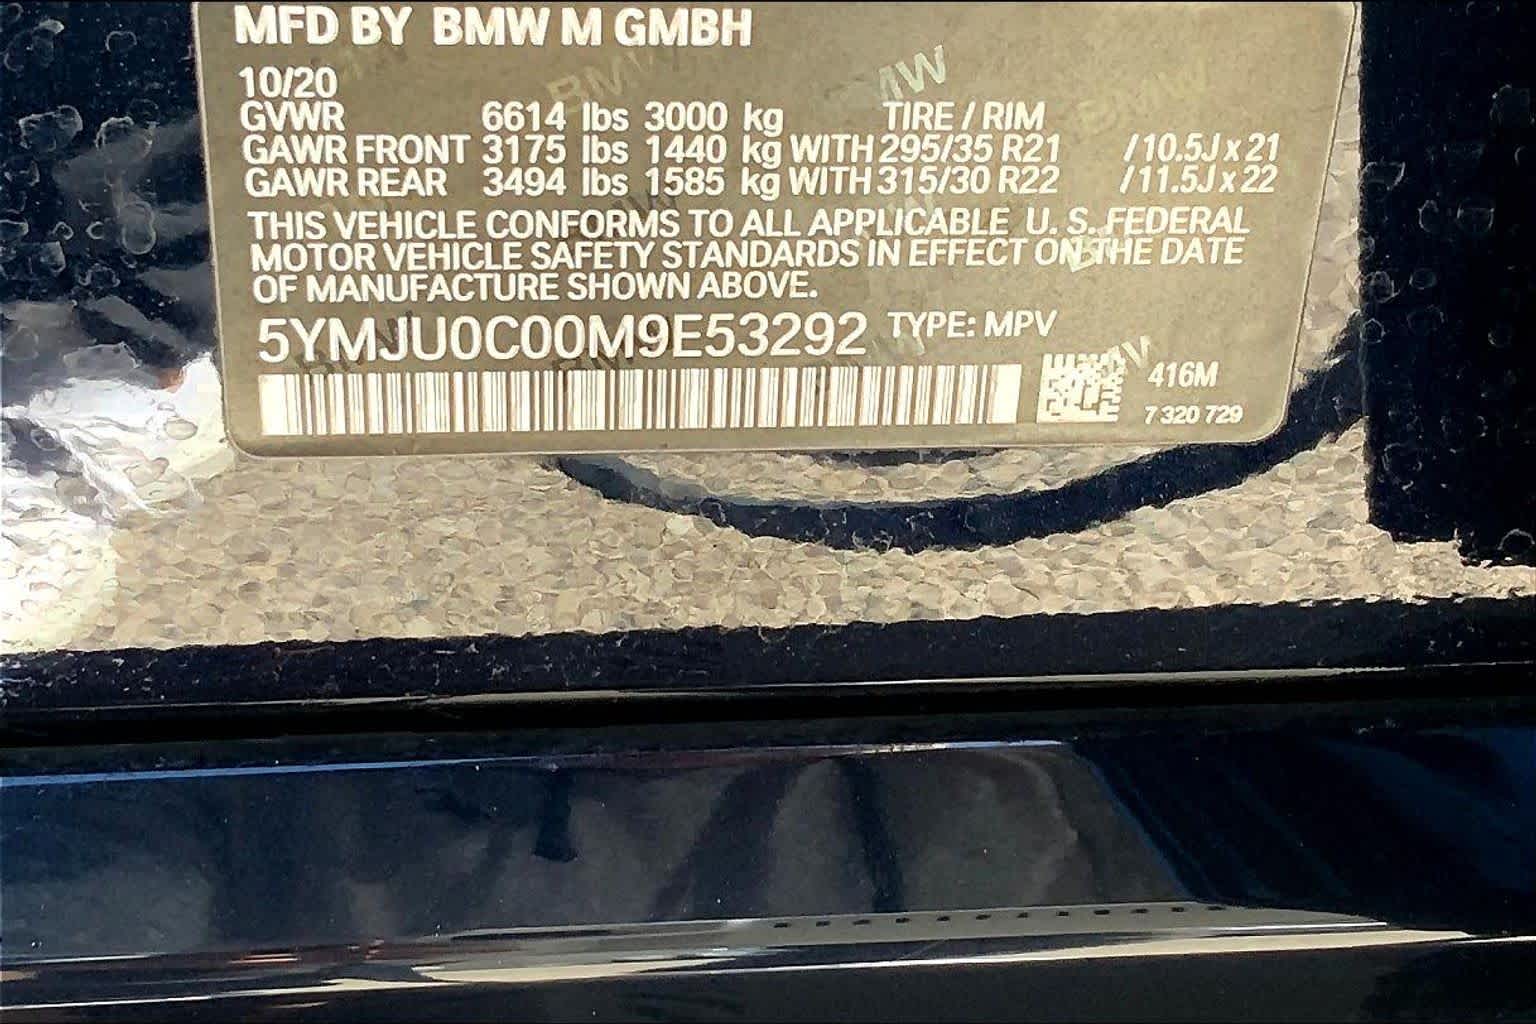 MFD BY BMW M GMBH
10/20
GVWR 6614 lbs 3000 kg TIRE / RIM
GAWR FRONT 3175 lbs 1440 kg WITH 295/35 R21 /10.5J x 21
GAWR REAR 3494 lbs 1585 kg WITH 315/30 R22 /11.5J x 22
THIS VEHICLE CONFORMS TO ALL APPLICABLE U. S. FEDERAL
MOTOR VEHICLE SAFETY STANDARDS IN EFFECT ON THE DATE
OF MANUFACTURE SHOWN ABOVE.
5YMJU0C00M9E53292 TYPE: MPV
416M
7 320 729